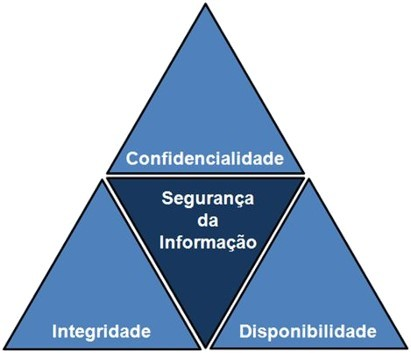 Confidencialidade
Segurança
da
Informação
Integridade
Disponibilidade